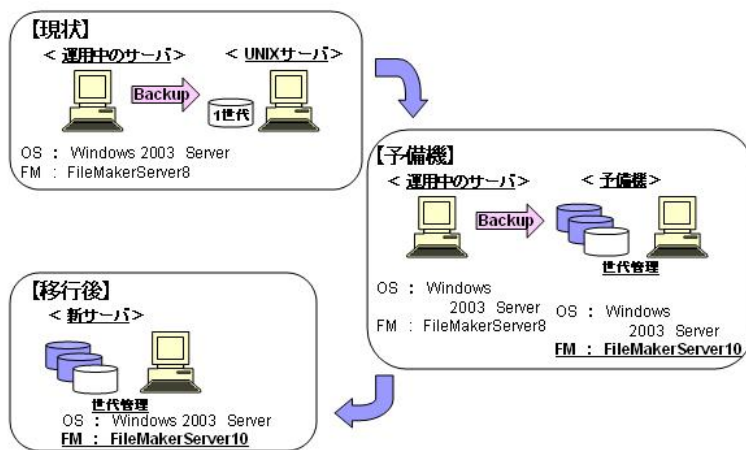 【現状】
＜運用中のサーバ＞ ＜UNIXサーバ＞
Backup
1世代
OS : Windows 2003 Server
FM : FileMakerServer8
【予備機】
＜運用中のサーバ＞ ＜予備機＞
Backup
世代管理
OS : Windows
2003 Server
FM : FileMakerServer8
OS : Windows
2003 Server
FM : FileMakerServer10
【移行後】
＜新サーバ＞
世代管理
OS : Windows 2003 Server
FM : FileMakerServer10